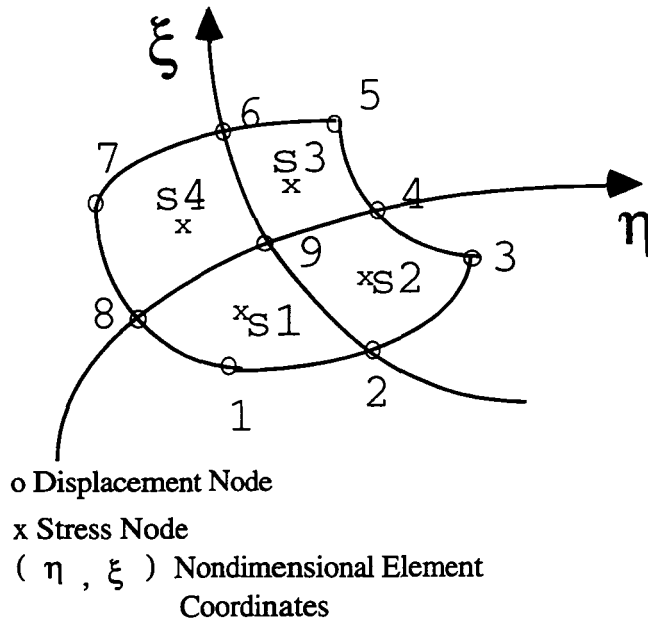 ξ
5
6
7
s3
s4
4
η
9
3
s2
8
s1
2
1
o Displacement Node
x Stress Node
( η , ξ ) Nondimensional Element
Coordinates